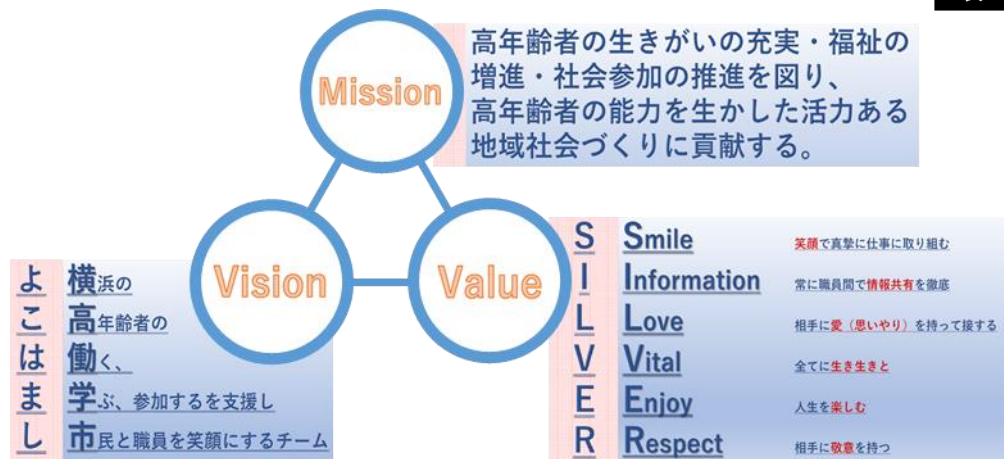 Mission
高年齢者の生きがいの充実・福祉の
増進・社会参加の推進を図り、
高年齢者の能力を生かした活力ある
地域社会づくりに貢献する。
Vision
よ 横浜の
こ 高年齢者の
は 働く、
ま 学ぶ、参加するを支援し
し 市民と職員を笑顔にするチーム
Value
S Smile 笑顔で真摯に仕事に取り組む
I Information 常に職員間で情報共有を徹底
L Love 相手に愛（思いやり）を持って接する
V Vital 全てに生き生きと
E Enjoy 人生を楽しむ
R Respect 相手に敬意を持つ